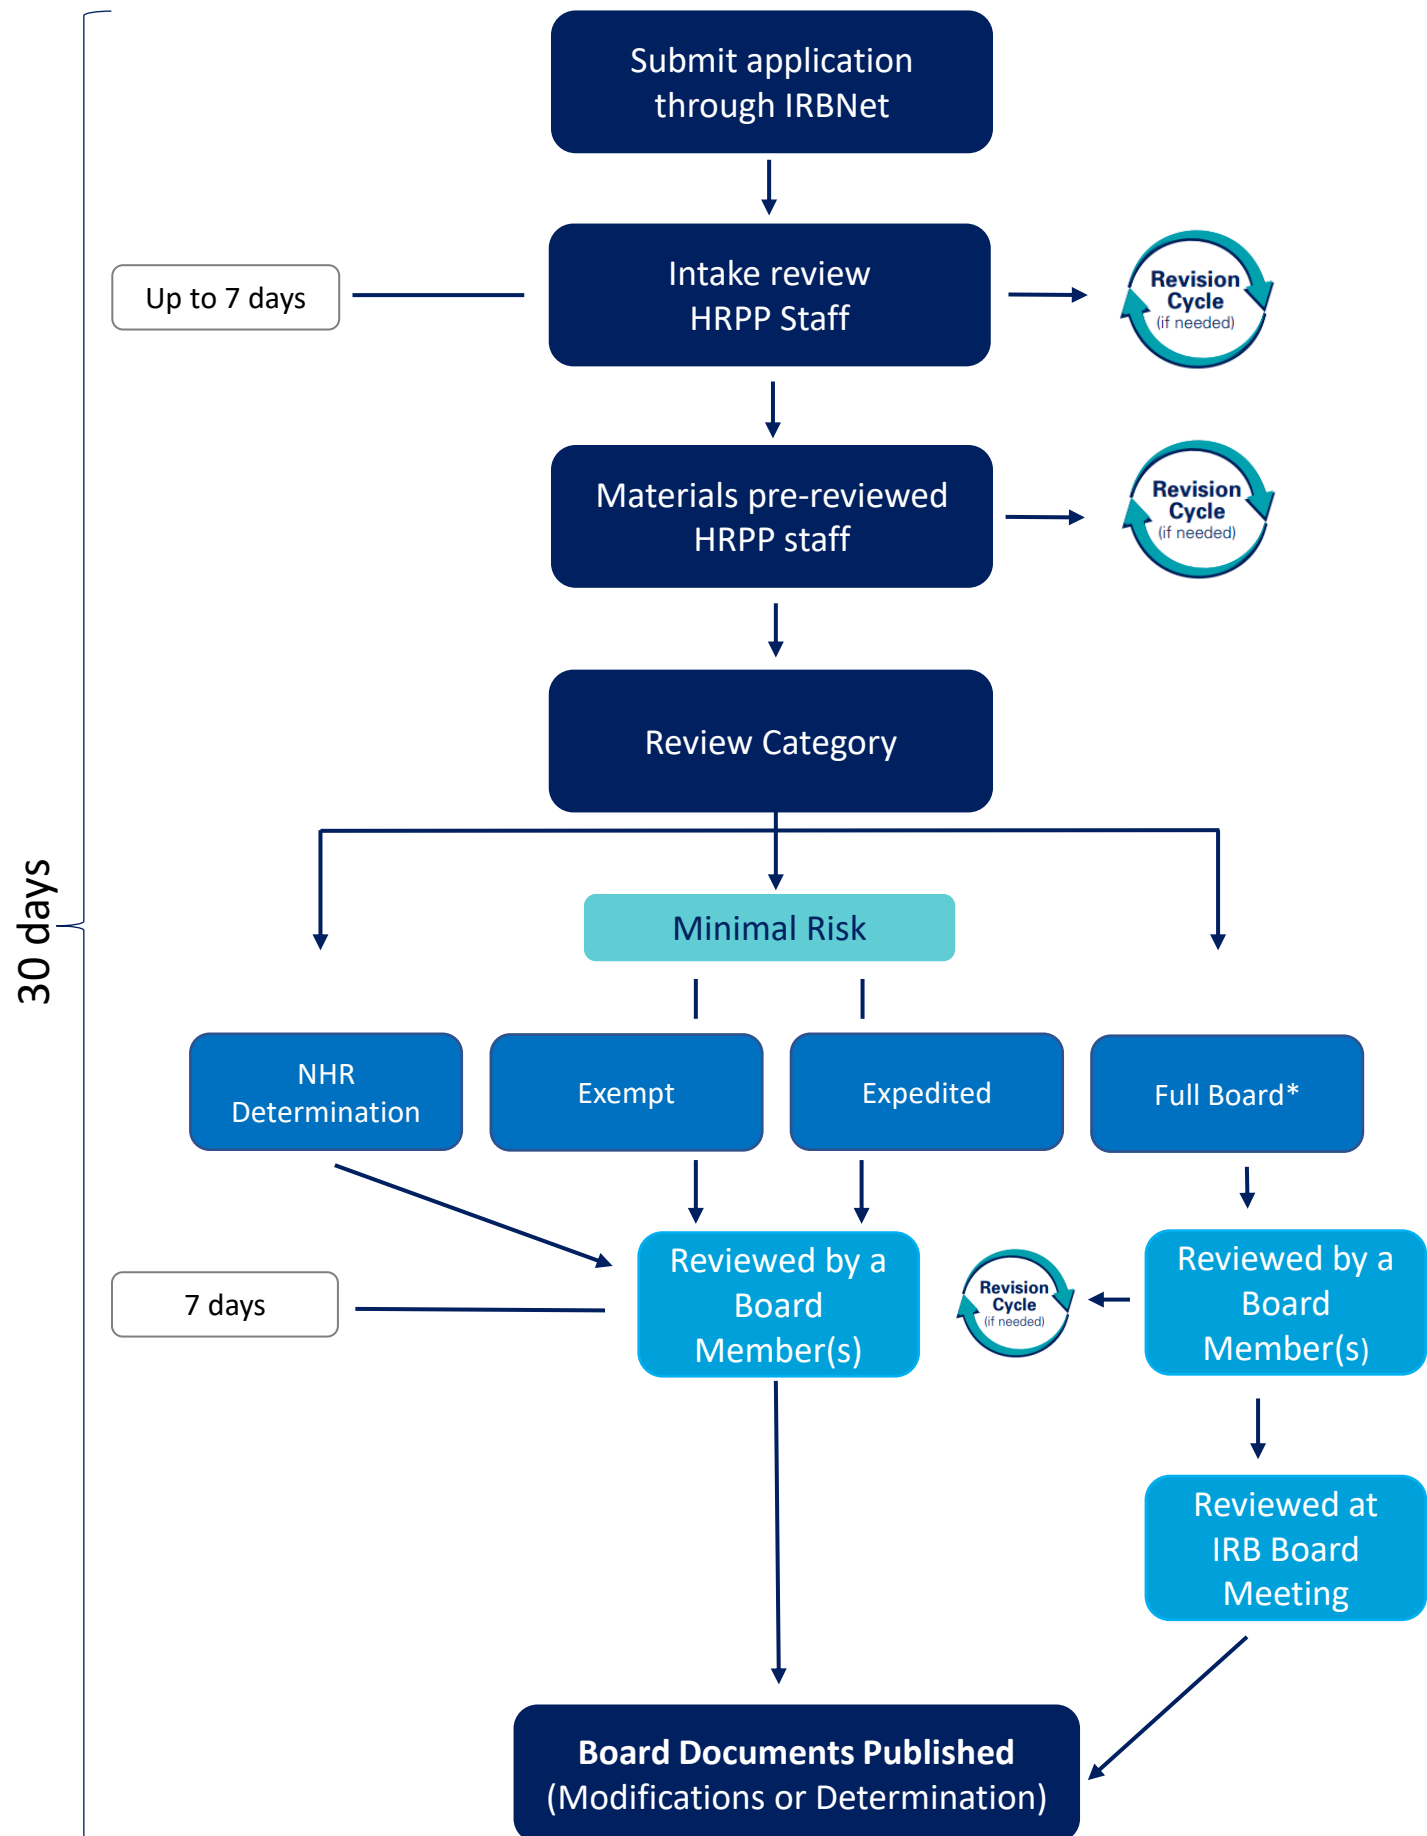 Submit application
through IRBNet
Up to 7 days
Intake review
HRPP Staff
Revision
Cycle
(if needed)
Materials pre-reviewed
HRPP staff
Revision
Cycle
(if needed)
Review Category
30 days
Minimal Risk
NHR
Determination
Exempt
Expedited
Full Board*
7 days
Reviewed by a
Board
Member(s)
Revision
Cycle
(if needed)
Reviewed by a
Board
Member(s)
Reviewed at
IRB Board
Meeting
Board Documents Published
(Modifications or Determination)